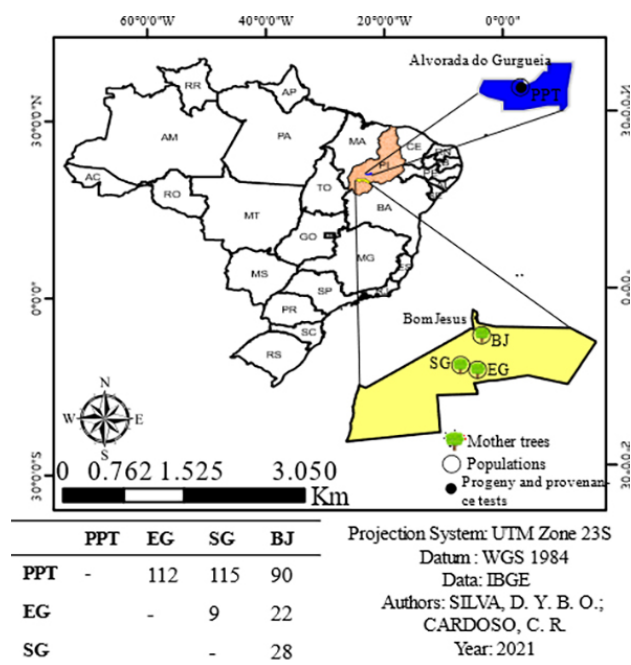 60°0'0"W 40°0'0"W 20°0'0"W 0°0'0"
Alvorada do Gurgueia
PPT
RR
AP
30°0'0"N
AM
PA
MA
CE
PI
AC
RO
TO
BA
MT
GO
MG
MS
SP
PR
SC
RS
0°0'0"
Bom Jesus
BJ
SG
EG
N
W E
S
Mother trees
Populations
Progeny and provenan-
ce tests
30°0'0"S
0 0.762 1.525 3.050
Km
PPT EG SG BJ
PPT - 112 115 90
EG - 9 22
SG - 28
Projection System: UTM Zone 23S
Datum : WGS 1984
Data: IBGE
Authors: SILVA, D. Y. B. O.;
CARDOSO, C. R.
Year: 2021